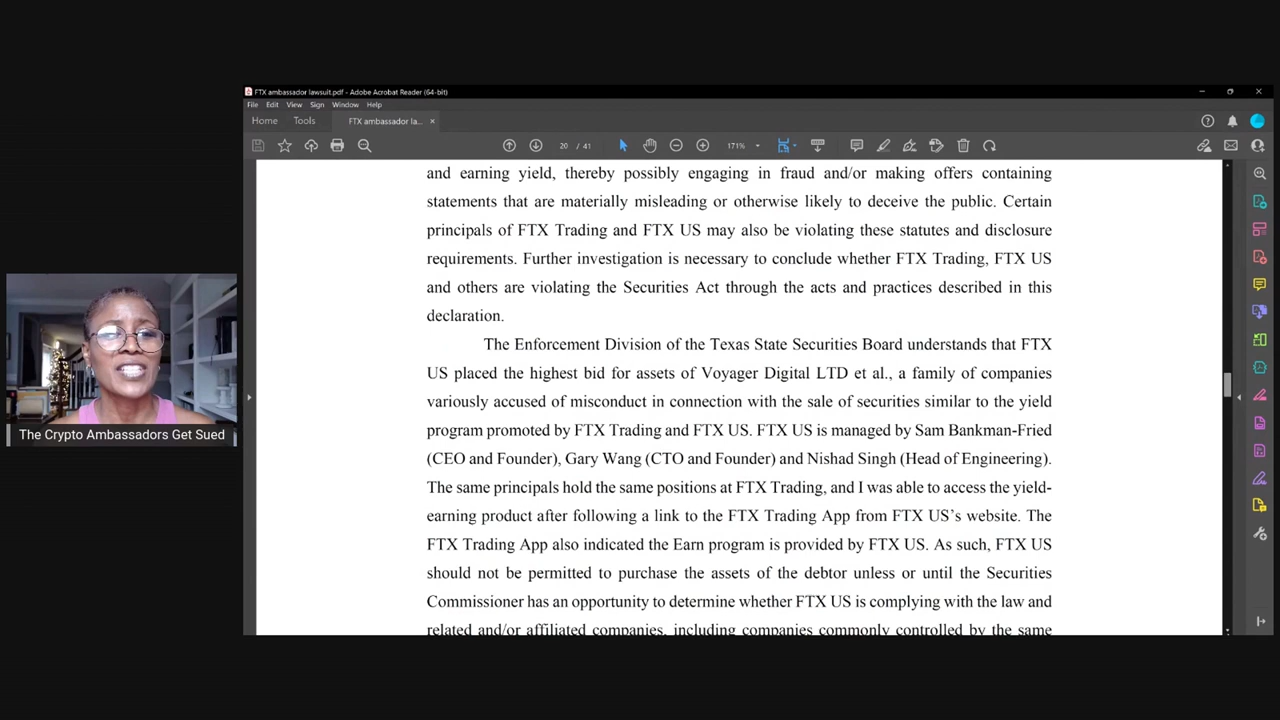 FTX ambassador lawsuit.pdf - Adobe Acrobat Reader (64-bit)
File Edit View Sign Window Help
Home Tools FTX ambassador la... ×
20 / 41 171%
and earning yield, thereby possibly engaging in fraud and/or making offers containing
statements that are materially misleading or otherwise likely to deceive the public. Certain
principals of FTX Trading and FTX US may also be violating these statutes and disclosure
requirements. Further investigation is necessary to conclude whether FTX Trading, FTX US
and others are violating the Securities Act through the acts and practices described in this
declaration.
The Enforcement Division of the Texas State Securities Board understands that FTX
US placed the highest bid for assets of Voyager Digital LTD et al., a family of companies
variously accused of misconduct in connection with the sale of securities similar to the yield
program promoted by FTX Trading and FTX US. FTX US is managed by Sam Bankman-Fried
(CEO and Founder), Gary Wang (CTO and Founder) and Nishad Singh (Head of Engineering).
The same principals hold the same positions at FTX Trading, and I was able to access the yield-
earning product after following a link to the FTX Trading App from FTX US’s website. The
FTX Trading App also indicated the Earn program is provided by FTX US. As such, FTX US
should not be permitted to purchase the assets of the debtor unless or until the Securities
Commissioner has an opportunity to determine whether FTX US is complying with the law and
related and/or affiliated companies, including companies commonly controlled by the same
The Crypto Ambassadors Get Sued